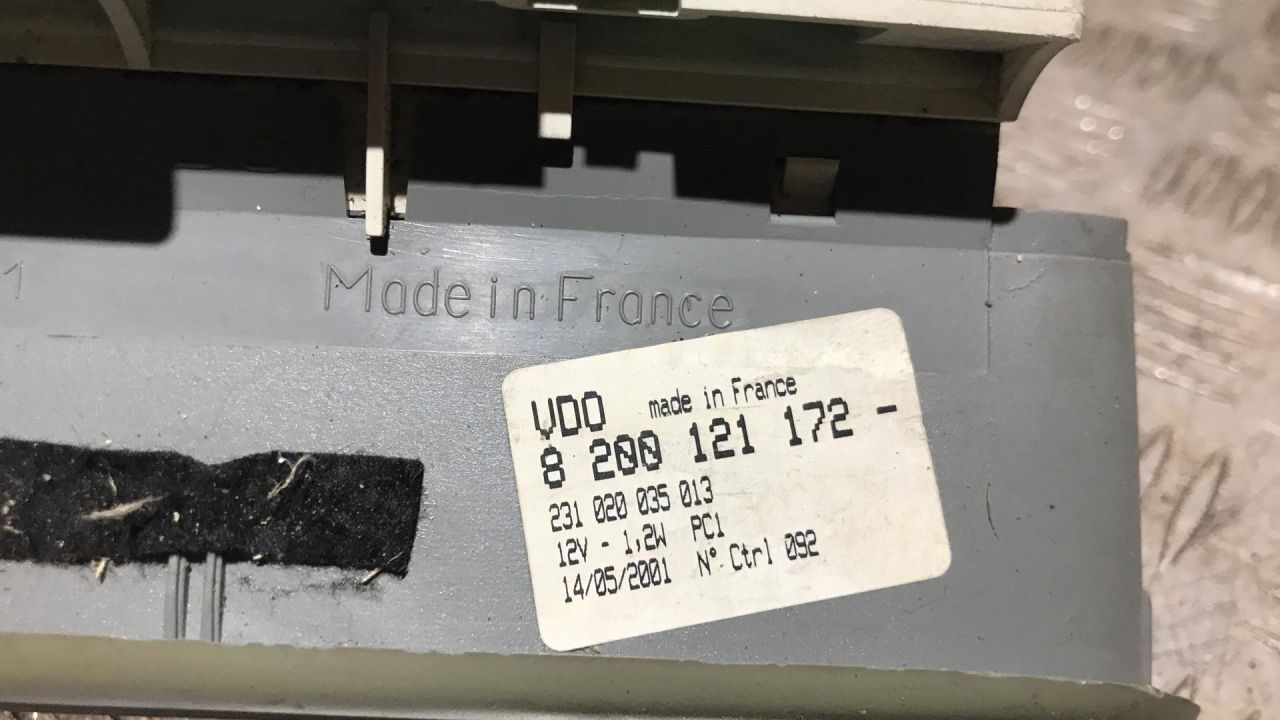 1
Made in France
VDO made in France
8 200 121 172 -
231 020 035 013
12V - 1,2W PC1
14/05/2001 N° Ctrl 092